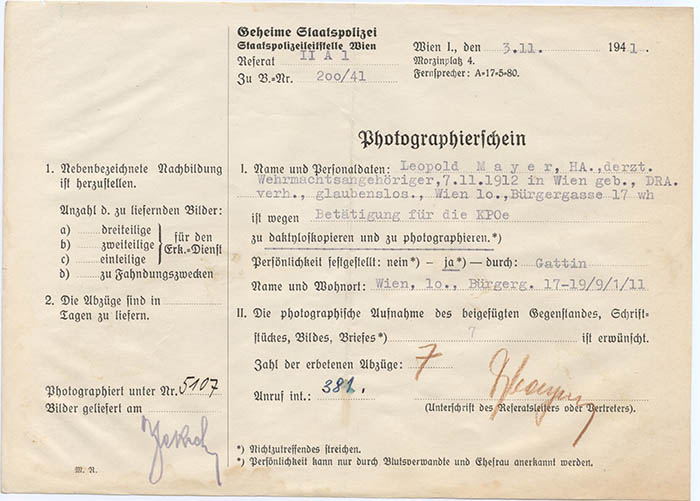 Geheime Staatspolizei
Staatspolizeileitstelle Wien
Referat II A 1
Zu B.=Nr. 200/41
Wien I., den 3.11. 1941.
Morzinplatz 4.
Fernsprecher: A=17=5=80.
Photographierschein
1. Nebenbezeichnete Nachbildung
ist herzustellen.
Anzahl d. zu liefernden Bilder:
a) dreiteilige
b) zweiteilige
c) einteilige
für den
Erk.=Dienst
d) zu Fahndungszwecken
2. Die Abzüge sind in
Tagen zu liefern.
Photographiert unter Nr. 5107
Bilder geliefert am
M. R.
I. Name und Personaldaten: Leopold Mayer, HA.,derzt.
Wehrmachtsangehöriger,7.11.1912 in Wien geb., DRA.
verh., glaubenslos., Wien lo.,Bürgergasse 17 wh
ist wegen Betätigung für die KPOe
zu daktyloskopieren und zu photographieren.*)
Persönlichkeit festgestellt: nein*) - ja*) — durch: Gattin
Name und Wohnort: Wien, lo., Bürgerg. 17-19/9/1/11
II. Die photographische Aufnahme des beigefügten Gegenstandes, Schrift=
stückes, Bildes, Briefes*) 7 ist erwünscht.
Zahl der erbetenen Abzüge: 7
Anruf int.: 381.
(Unterschrift des Referatsleiters oder Vertreters).
*) Nichtzutreffendes streichen.
*) Persönlichkeit kann nur durch Blutsverwandte und Ehefrau anerkannt werden.